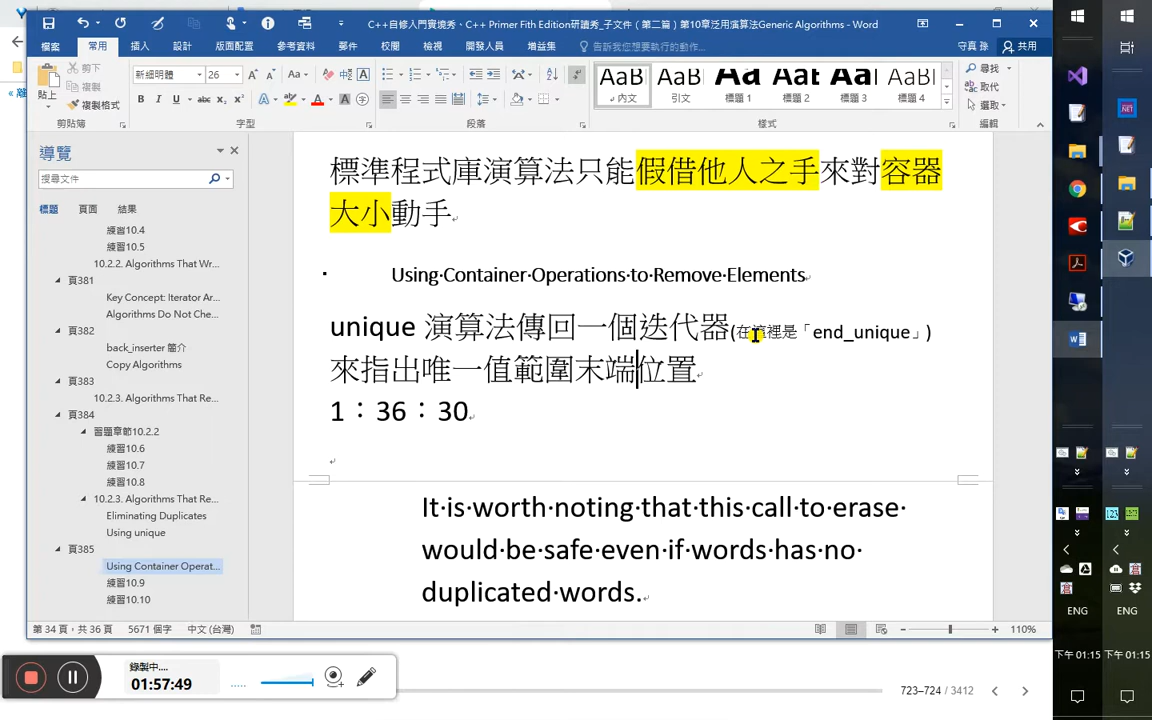 C++自修入門實境秀、C++ Primer Fifth Edition研讀秀_子文件（第二篇）第10章泛用演算法Generic Algorithms - Word
檔案 常用 插入 設計 版面配置 參考資料 郵件 校閱 檢視 開發人員 增益集 告訴我您想要執行的動作... 守真 孫 共用
貼上 剪下 複製 複製格式 新細明體 26
AaBb AaBb AaB AaBb AaBb AaBb
內文 引文 標題 1 標題 2 標題 3 標題 4
尋找 取代 選取
剪貼簿 字型 段落 樣式 編輯
導覽
搜尋文件
標題 頁面 結果
練習10.4
練習10.5
10.2.2. Algorithms That Wr...
頁381
Key Concept: Iterator Ar...
Algorithms Do Not Che...
頁382
back_inserter 簡介
Copy Algorithms
頁383
10.2.3. Algorithms That Re...
頁384
習題章節10.2.2
練習10.6
練習10.7
練習10.8
10.2.3. Algorithms That Re...
Eliminating Duplicates
Using unique
頁385
Using Container Operat...
練習10.9
練習10.10
標準程式庫演算法只能假借他人之手來對容器
大小動手
Using Container Operations to Remove Elements
unique 演算法傳回一個迭代器(在這裡是「end_unique」)
來指出唯一值範圍末端位置
1：36：30
It is worth noting that this call to erase
would be safe even if words has no
duplicated words.
第 34 頁，共 36 頁 5671 個字 中文 (台灣) 110%
錄製中....
01:57:49
723–724 / 3412
ENG ENG
下午 01:15 下午 01:15